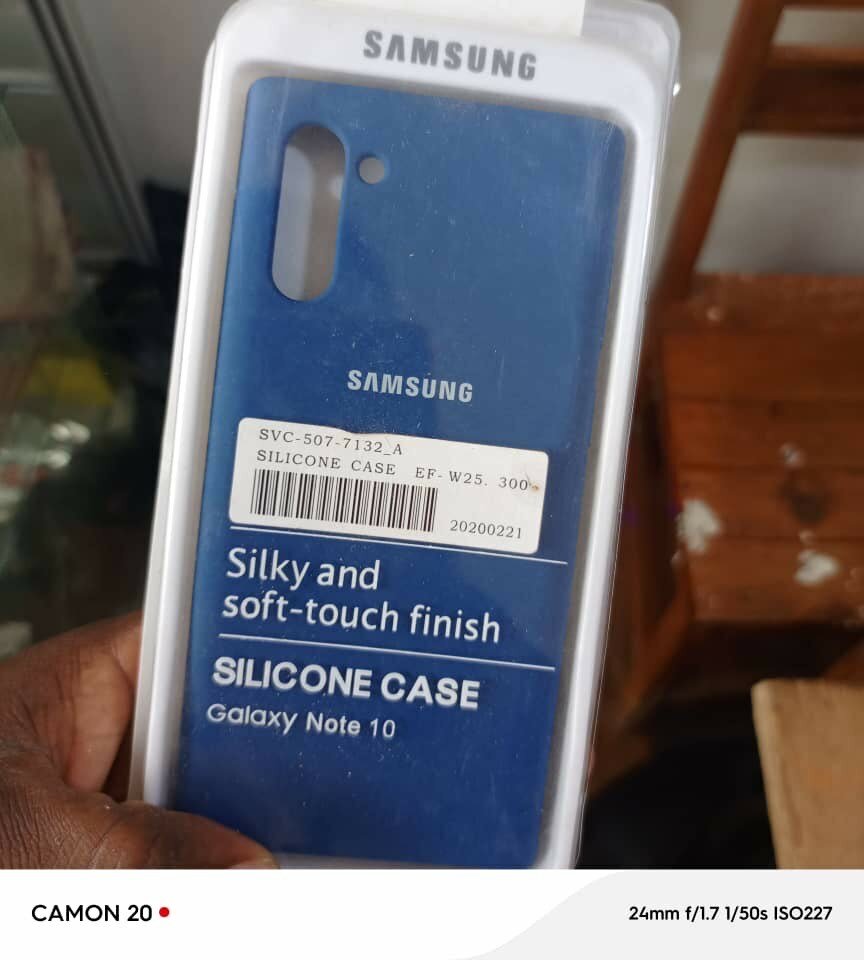 SAMSUNG
SAMSUNG
SVC-507-7132_A
SILICONE CASE EF-W25. 300
20200221
Silky and
soft-touch finish
SILICONE CASE
Galaxy Note 10
CAMON 20
24mm f/1.7 1/50s ISO227